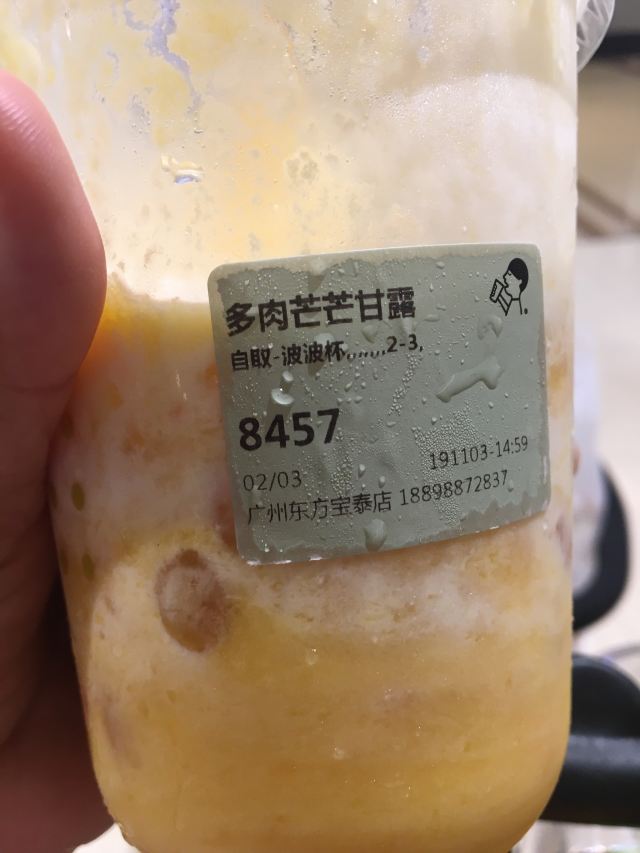 多肉芒芒甘露
自取-波波杯,,,,,,2-3,
8457
191103-14:59
02/03
广州东方宝泰店 18898872837